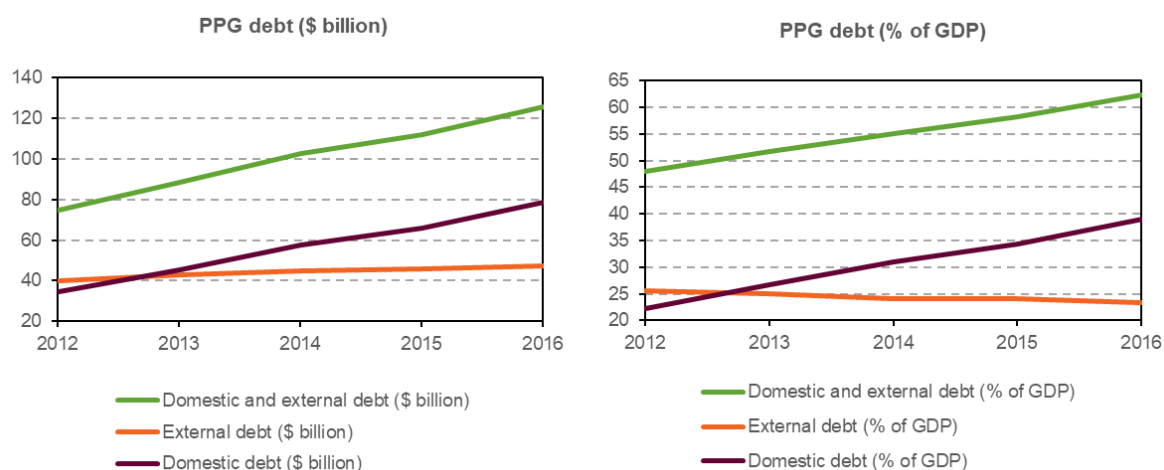 PPG debt ($ billion)
140
120
100
80
60
40
20
2012 2013 2014 2015 2016
Domestic and external debt ($ billion)
External debt ($ billion)
Domestic debt ($ billion)
PPG debt (% of GDP)
65
60
55
50
45
40
35
30
25
20
2012 2013 2014 2015 2016
Domestic and external debt (% of GDP)
External debt (% of GDP)
Domestic debt (% of GDP)